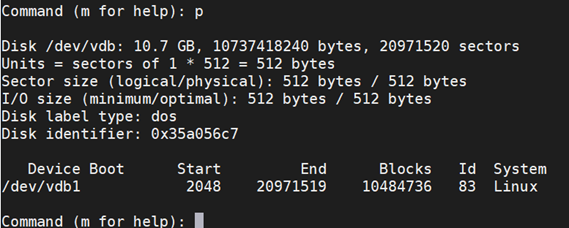 Command (m for help): p
Disk /dev/vdb: 10.7 GB, 10737418240 bytes, 20971520 sectors
Units = sectors of 1 * 512 = 512 bytes
Sector size (logical/physical): 512 bytes / 512 bytes
I/O size (minimum/optimal): 512 bytes / 512 bytes
Disk label type: dos
Disk identifier: 0x35a056c7
Device Boot Start End Blocks Id System
/dev/vdb1 2048 20971519 10484736 83 Linux
Command (m for help):